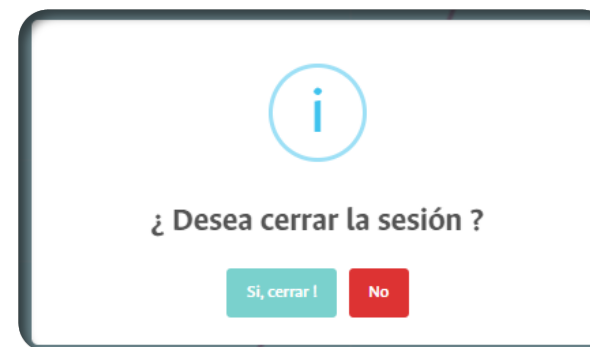 i
¿ Desea cerrar la sesión ?
Si, cerrar !
No